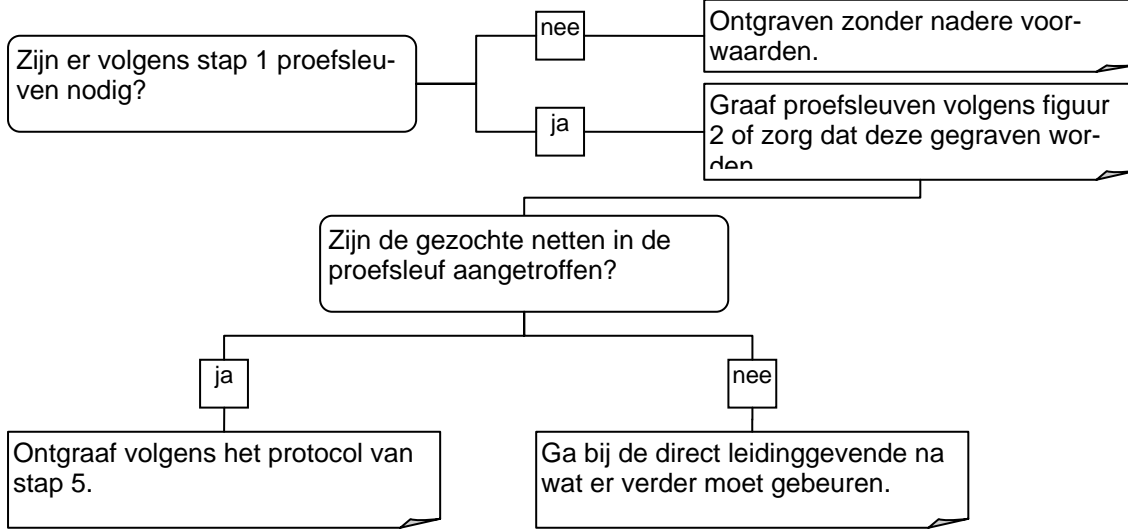 Zijn er volgens stap 1 proefsleu-
ven nodig?
nee
Ontgraven zonder nadere voor-
waarden.
ja
Graaf proefsleuven volgens figuur
2 of zorg dat deze gegraven wor-
den
Zijn de gezochte netten in de
proefsleuf aangetroffen?
ja
Ontgraaf volgens het protocol van
stap 5.
nee
Ga bij de direct leidinggevende na
wat er verder moet gebeuren.